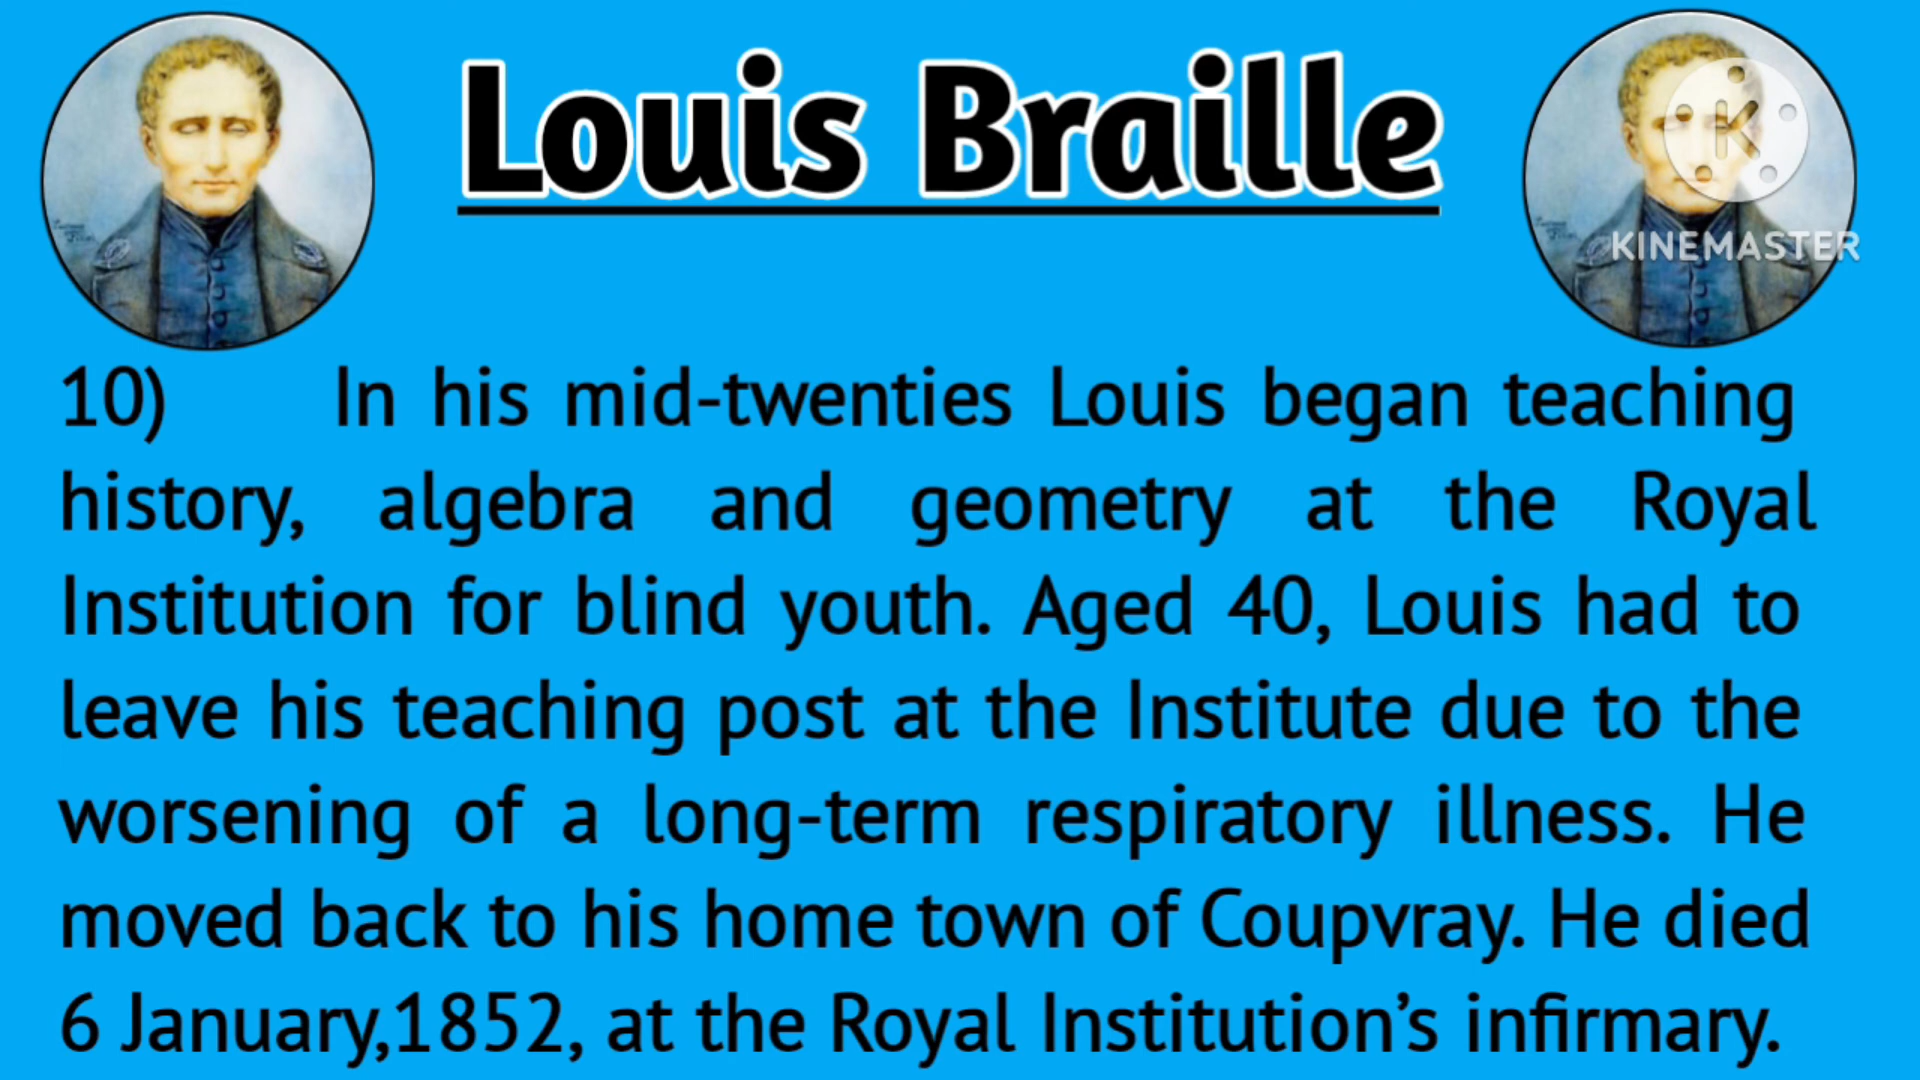 Louis Braille
KINEMASTER
10) In his mid-twenties Louis began teaching
history, algebra and geometry at the Royal
Institution for blind youth. Aged 40, Louis had to
leave his teaching post at the Institute due to the
worsening of a long-term respiratory illness. He
moved back to his home town of Coupvray. He died
6 January,1852, at the Royal Institution’s infirmary.